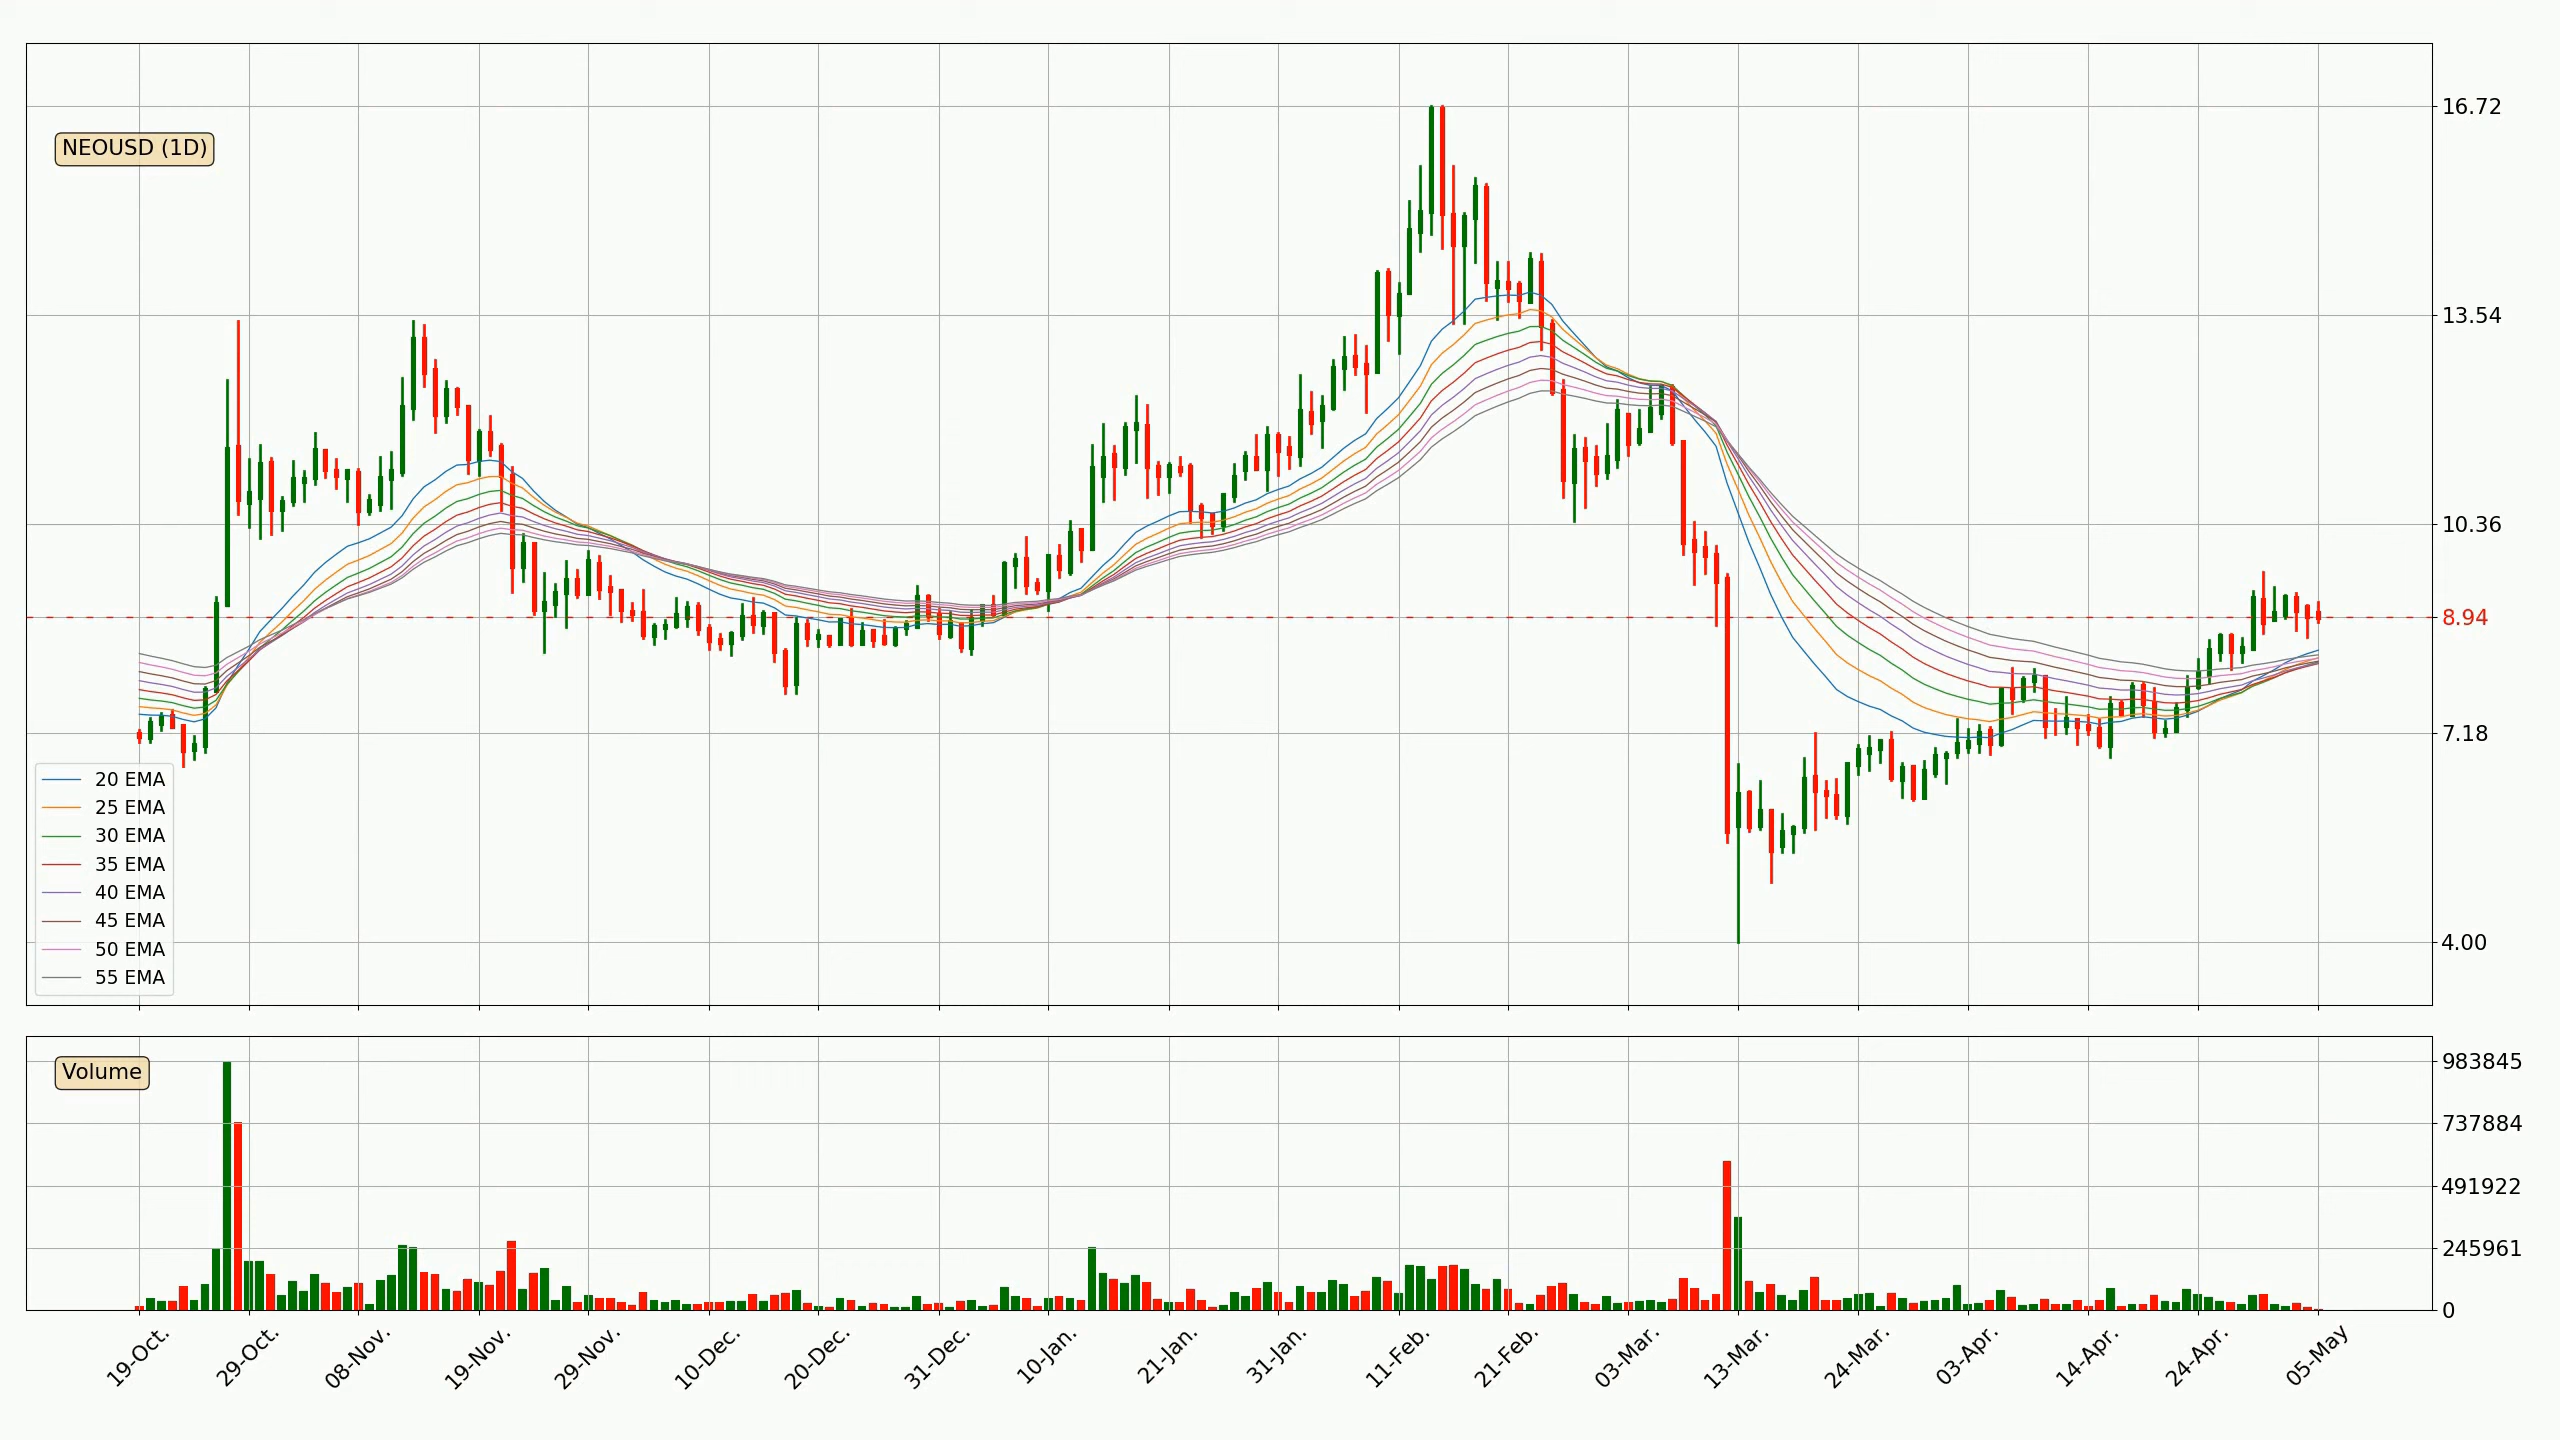 NEOUSD (1D)
16.72
13.54
10.36
8.94
7.18
4.00
20 EMA
25 EMA
30 EMA
35 EMA
40 EMA
45 EMA
50 EMA
55 EMA
Volume
983845
737884
491922
245961
0
19-Oct.
29-Oct.
08-Nov.
19-Nov.
29-Nov.
10-Dec.
20-Dec.
31-Dec.
10-Jan.
21-Jan.
31-Jan.
11-Feb.
21-Feb.
03-Mar.
13-Mar.
24-Mar.
03-Apr.
14-Apr.
24-Apr.
05-May